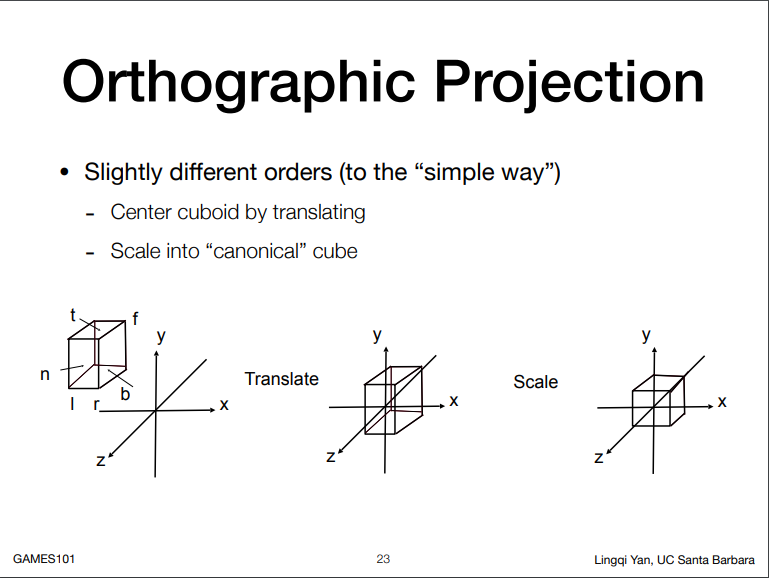 Orthographic Projection
• Slightly different orders (to the “simple way”)
- Center cuboid by translating
- Scale into “canonical” cube
t
f
n
l
r
b
y
x
z
Translate
y
x
z
Scale
y
x
z
GAMES101
23
Lingqi Yan, UC Santa Barbara